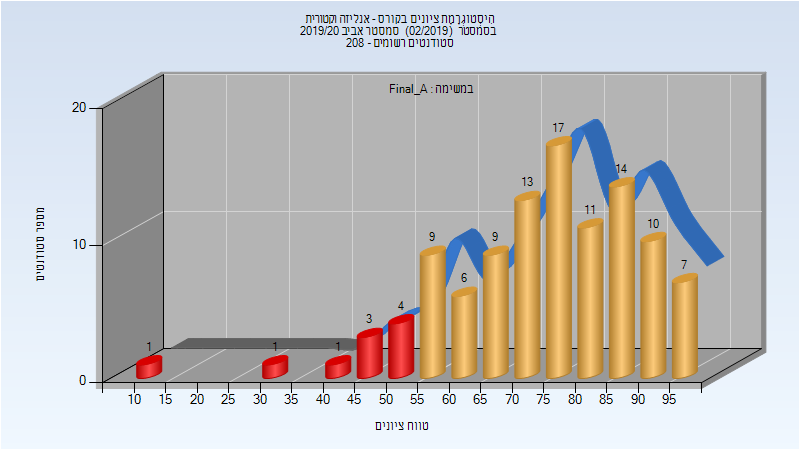 היסטוגרמת ציונים בקורס - אנליזה וקטורית
בסמסטר (02/2019) סמסטר אביב 2019/20
סטודנטים רשומים - 208
במשימה : Final_A
מספר סטודנטים
20
10
0
1
1
1
3
4
9
6
9
13
17
11
14
10
7
10 15 20 25 30 35 40 45 50 55 60 65 70 75 80 85 90 95
טווח ציונים